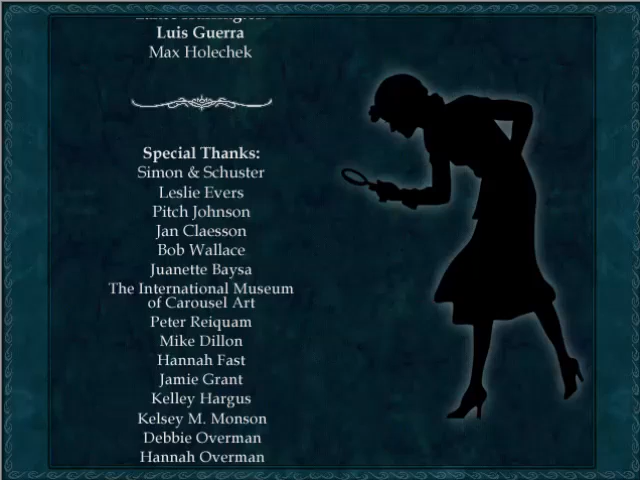 Luis Guerra
Max Holechek
Special Thanks:
Simon & Schuster
Leslie Evers
Pitch Johnson
Jan Claesson
Bob Wallace
Juanette Baysa
The International Museum
of Carousel Art
Peter Reiquam
Mike Dillon
Hannah Fast
Jamie Grant
Kelley Hargus
Kelsey M. Monson
Debbie Overman
Hannah Overman